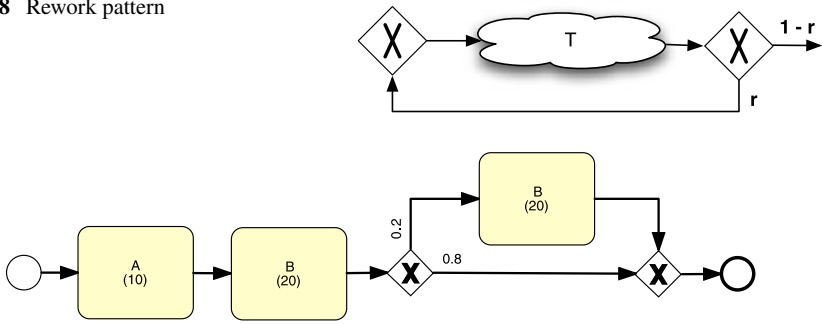 8 Rework pattern
X
T
X
1 - r
r
B
(20)
0.2
A
(10)
B
(20)
X
0.8
X